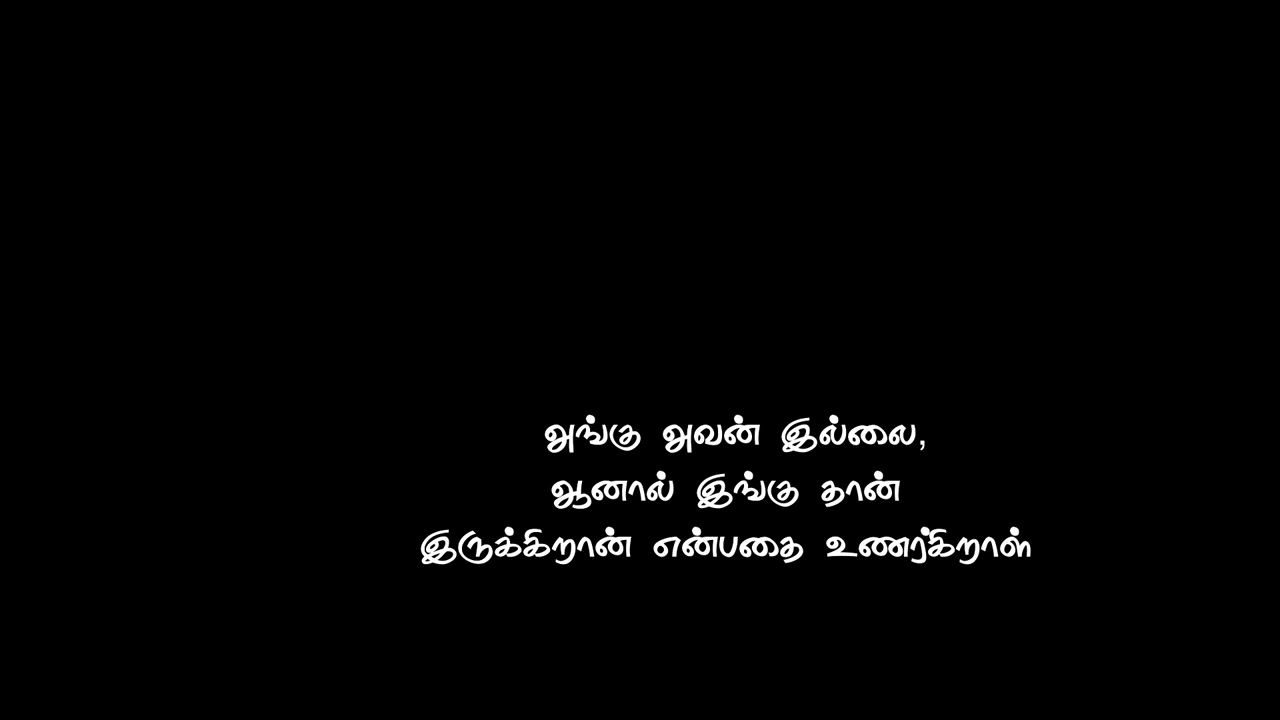 அங்கு அவன் இல்லை,
ஆனால் இங்கு தான்
இருக்கிறான் என்பதை உணர்கிறாள்